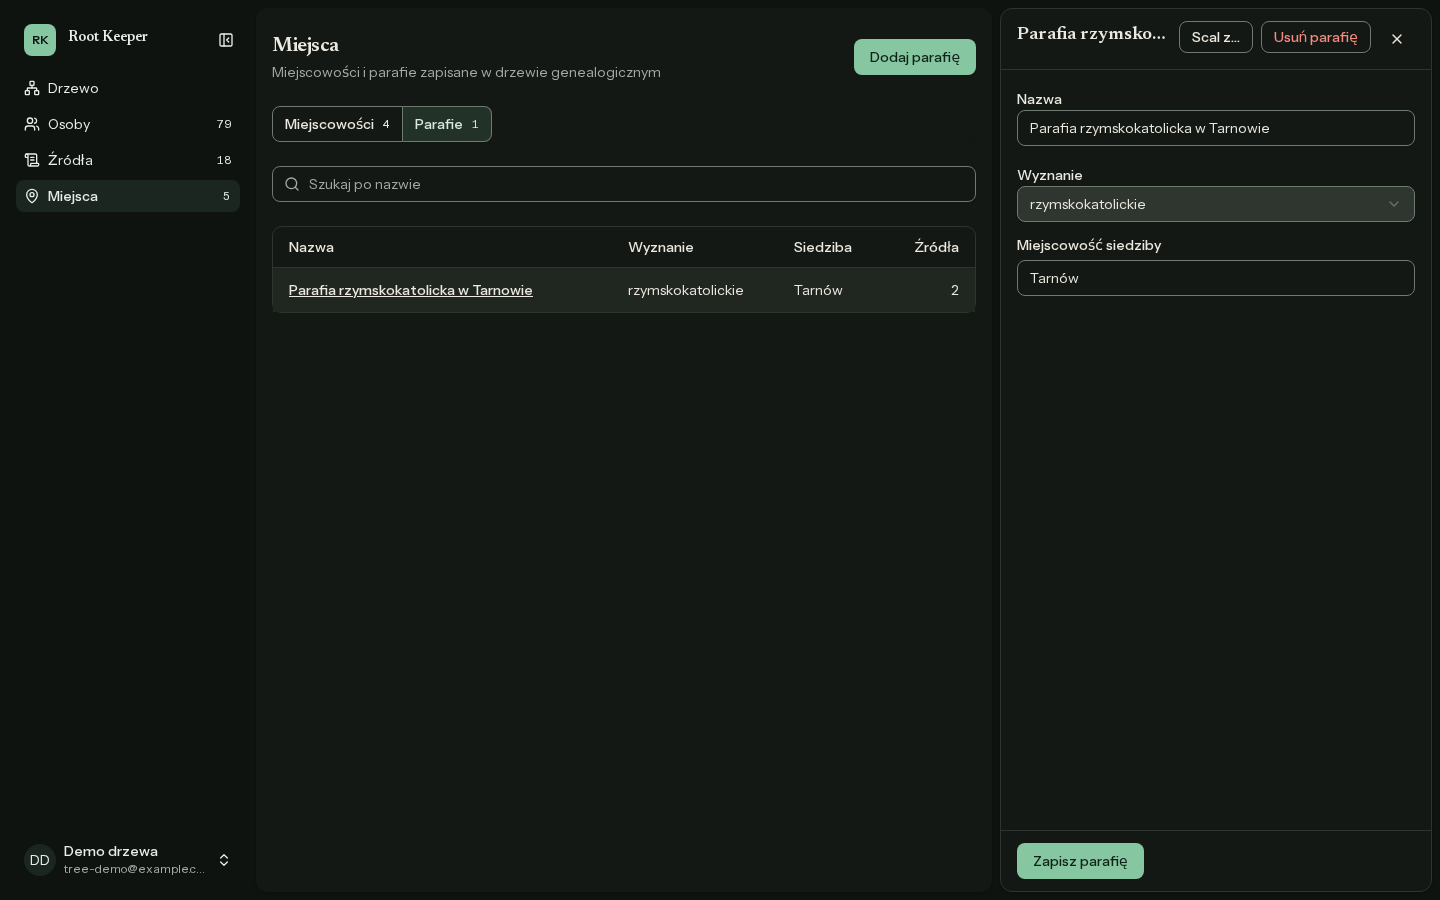 RK
Root Keeper
Drzewo
Osoby 79
Źródła 18
Miejsca 5
Miejsca
Miejscowości i parafie zapisane w drzewie genealogicznym
Dodaj parafię
Miejscowości 4
Parafie 1
Szukaj po nazwie
Nazwa Wyznanie Siedziba Źródła
Parafia rzymskokatolicka w Tarnowie rzymskokatolickie Tarnów 2
Parafia rzymsko...
Scal z...
Usuń parafię
Nazwa
Parafia rzymskokatolicka w Tarnowie
Wyznanie
rzymskokatolickie
Miejscowość siedziby
Tarnów
Zapisz parafię
DD
Demo drzewa
tree-demo@example.c...